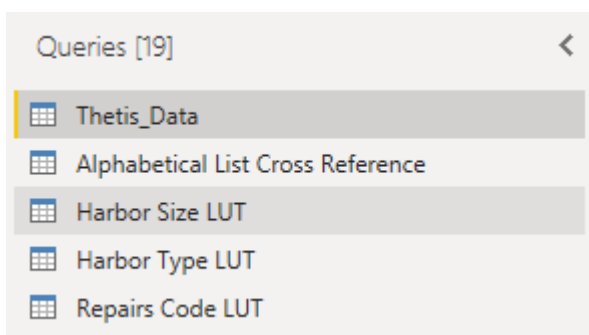 Queries [19]
Thetis_Data
Alphabetical List Cross Reference
Harbor Size LUT
Harbor Type LUT
Repairs Code LUT